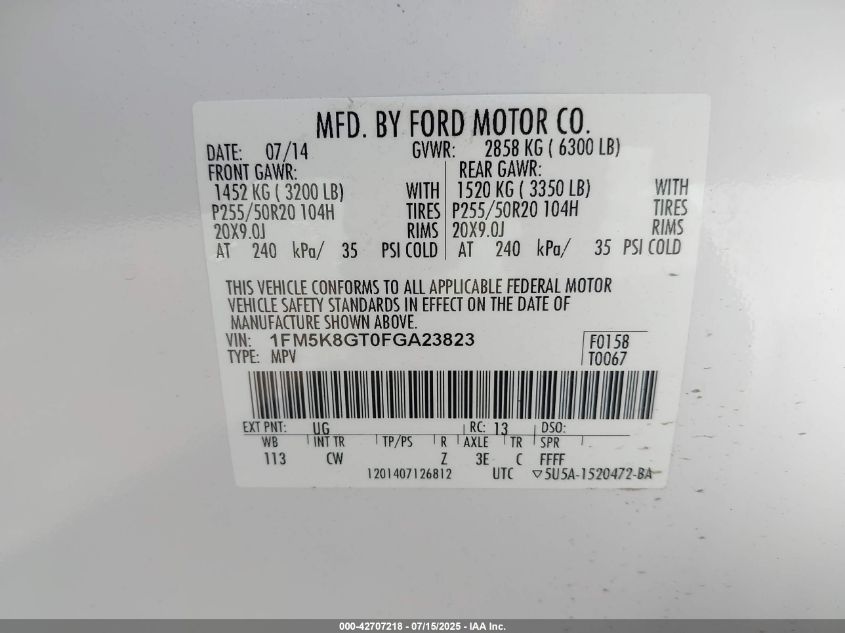 MFD. BY FORD MOTOR CO.
DATE: 07/14 GVWR: 2858 KG ( 6300 LB)
FRONT GAWR: REAR GAWR:
1452 KG ( 3200 LB) WITH 1520 KG ( 3350 LB) WITH
P255/50R20 104H TIRES P255/50R20 104H TIRES
20X9.0J RIMS 20X9.0J RIMS
AT 240 kPa/ 35 PSI COLD AT 240 kPa/ 35 PSI COLD
THIS VEHICLE CONFORMS TO ALL APPLICABLE FEDERAL MOTOR
VEHICLE SAFETY STANDARDS IN EFFECT ON THE DATE OF
MANUFACTURE SHOWN ABOVE.
VIN: 1FM5K8GT0FGA23823 F0158
TYPE: MPV T0067
EXT PNT: UG RC: 13 DSO:
WB INT TR TP/PS R AXLE TR SPR
113 CW Z 3E C FFFF
1201407126812 UTC ▽5U5A-1520472-BA
000-42707218 - 07/15/2025 - IAA Inc.